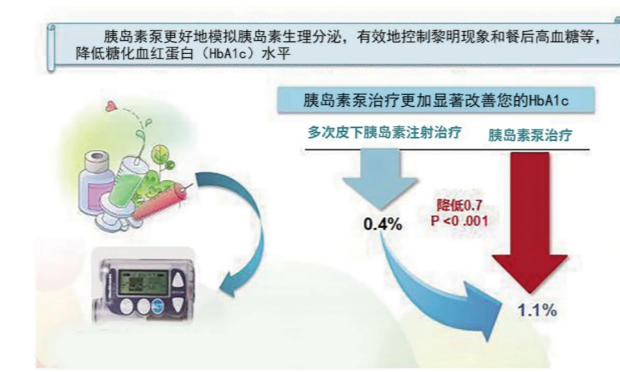 胰岛素泵更好地模拟胰岛素生理分泌，有效地控制黎明现象和餐后高血糖等，
降低糖化血红蛋白（HbA1c）水平
胰岛素泵治疗更加显著改善您的HbA1c
多次皮下胰岛素注射治疗
胰岛素泵治疗
降低0.7
P <0 .001
0.4%
1.1%